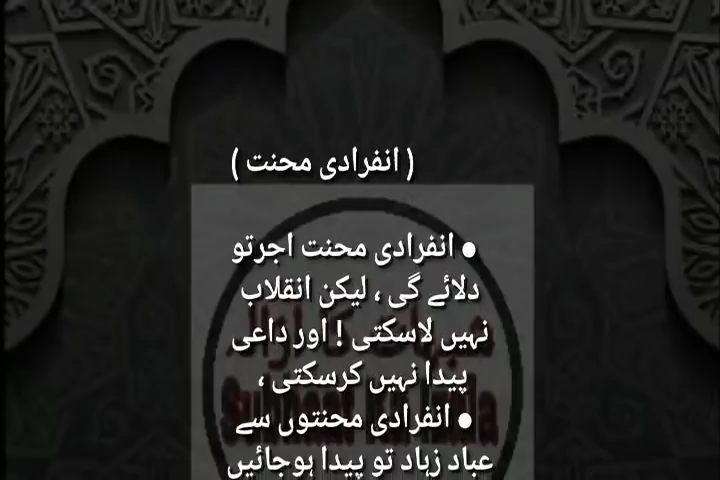 ( انفرادی محنت )
• انفرادی محنت اجرتو
دلائے گی ، لیکن انقلاب
نہیں لاسکتی ! اور داعی
پیدا نہیں کرسکتی ،
• انفرادی محنتوں سے
عباد زہاد تو پیدا ہوجائیں